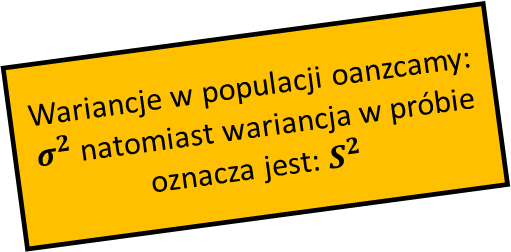 Wariancje w populacji oanzcamy:
σ² natomiast wariancja w próbie
oznacza jest: S²